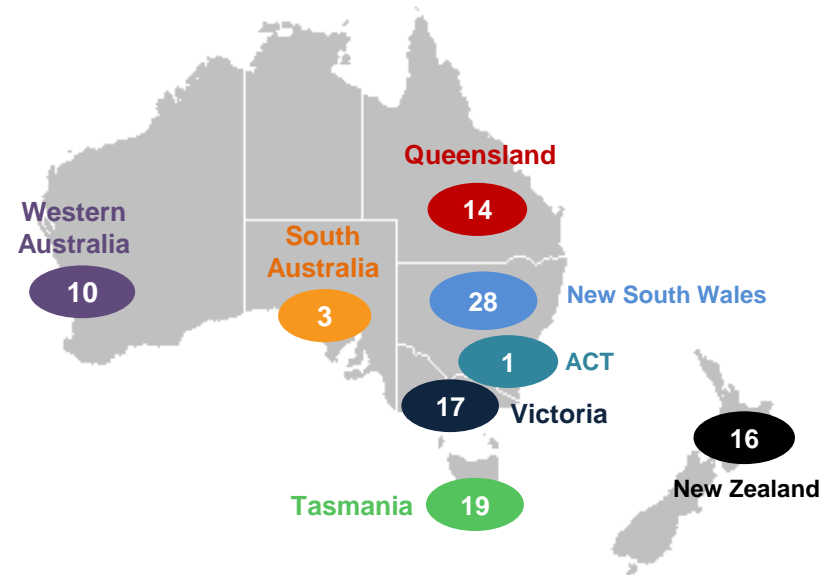 Queensland
14
Western
Australia
10
South
Australia
3
28
New South Wales
1
ACT
17
Victoria
16
New Zealand
Tasmania
19